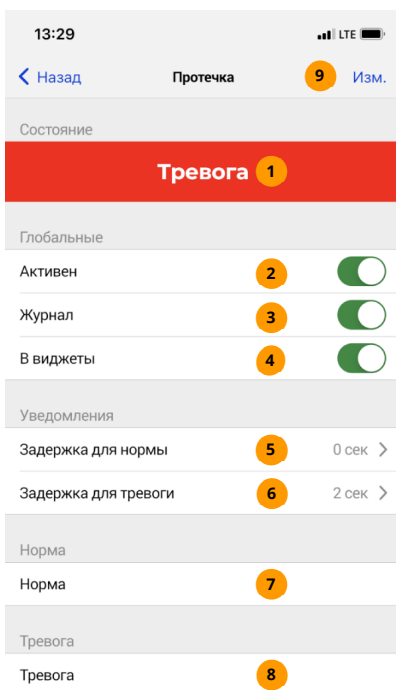 13:29 LTE
Назад Протечка 9 Изм.
Состояние
Тревога 1
Глобальные
Активен 2
Журнал 3
В виджеты 4
Уведомления
Задержка для нормы 5 0 сек
Задержка для тревоги 6 2 сек
Норма
Норма 7
Тревога
Тревога 8